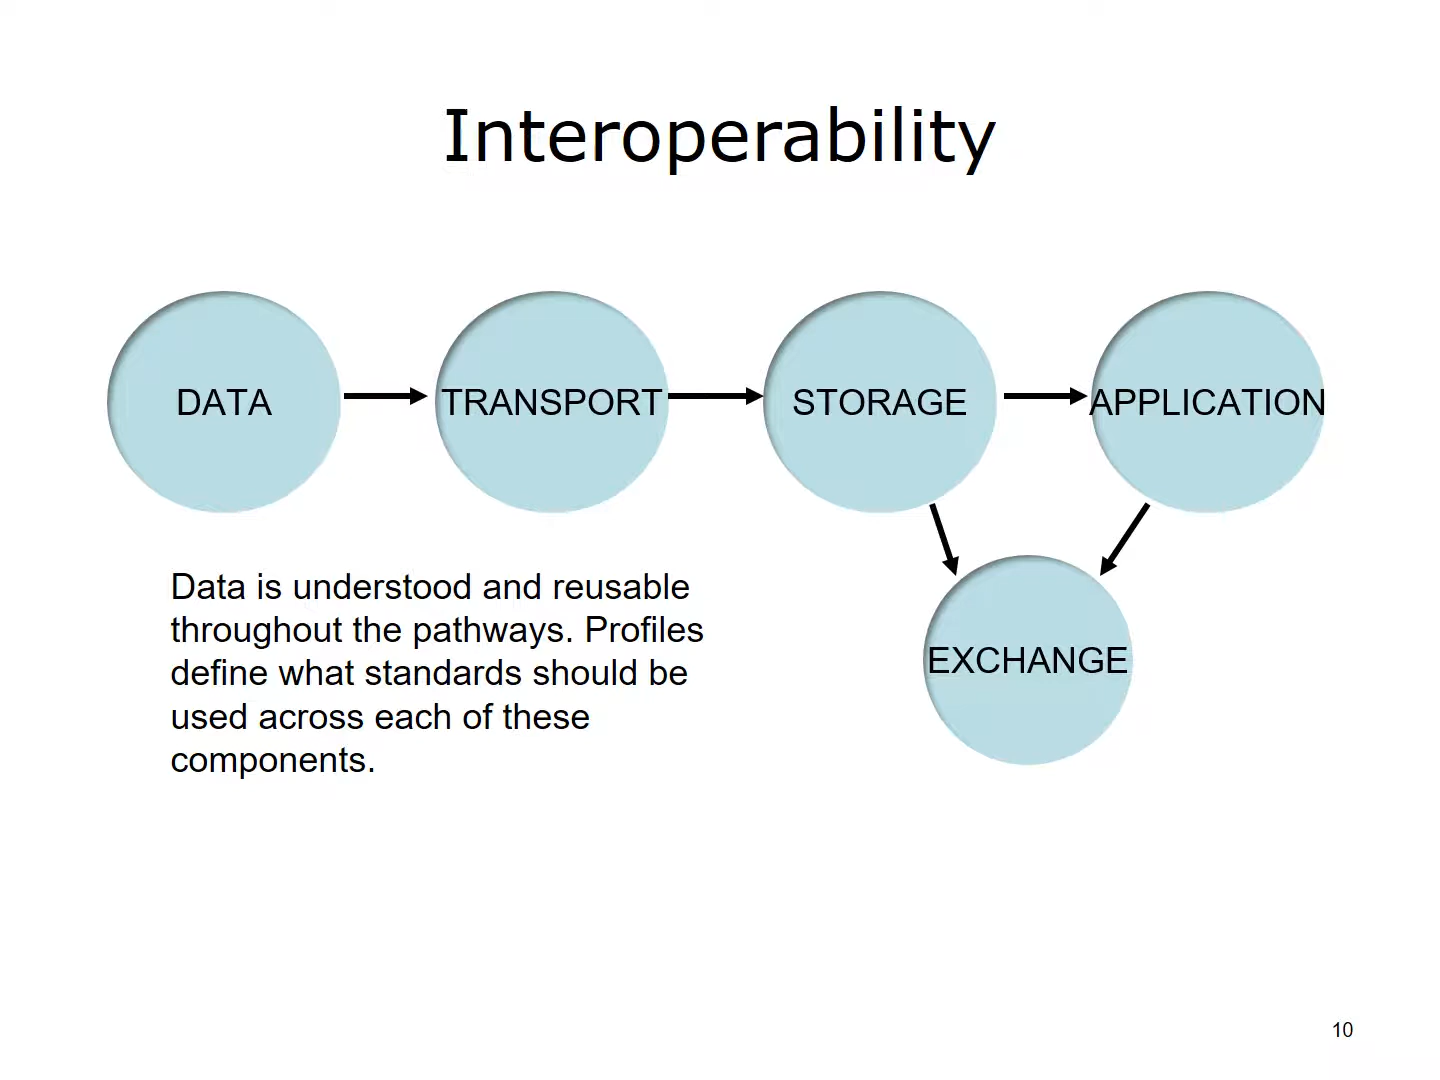 Interoperability
DATA
TRANSPORT
STORAGE
APPLICATION
Data is understood and reusable
throughout the pathways. Profiles
define what standards should be
used across each of these
components.
EXCHANGE
10